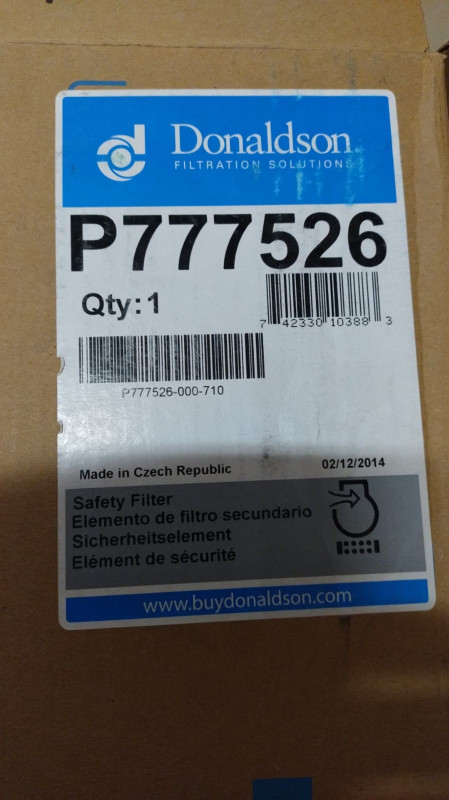 Donaldson
FILTRATION SOLUTIONS
P777526
Qty:1
7 42330 10388 3
P777526-000-710
Made in Czech Republic
02/12/2014
Safety Filter
Elemento de filtro secundario
Sicherheitselement
Elément de sécurité
www.buydonaldson.com